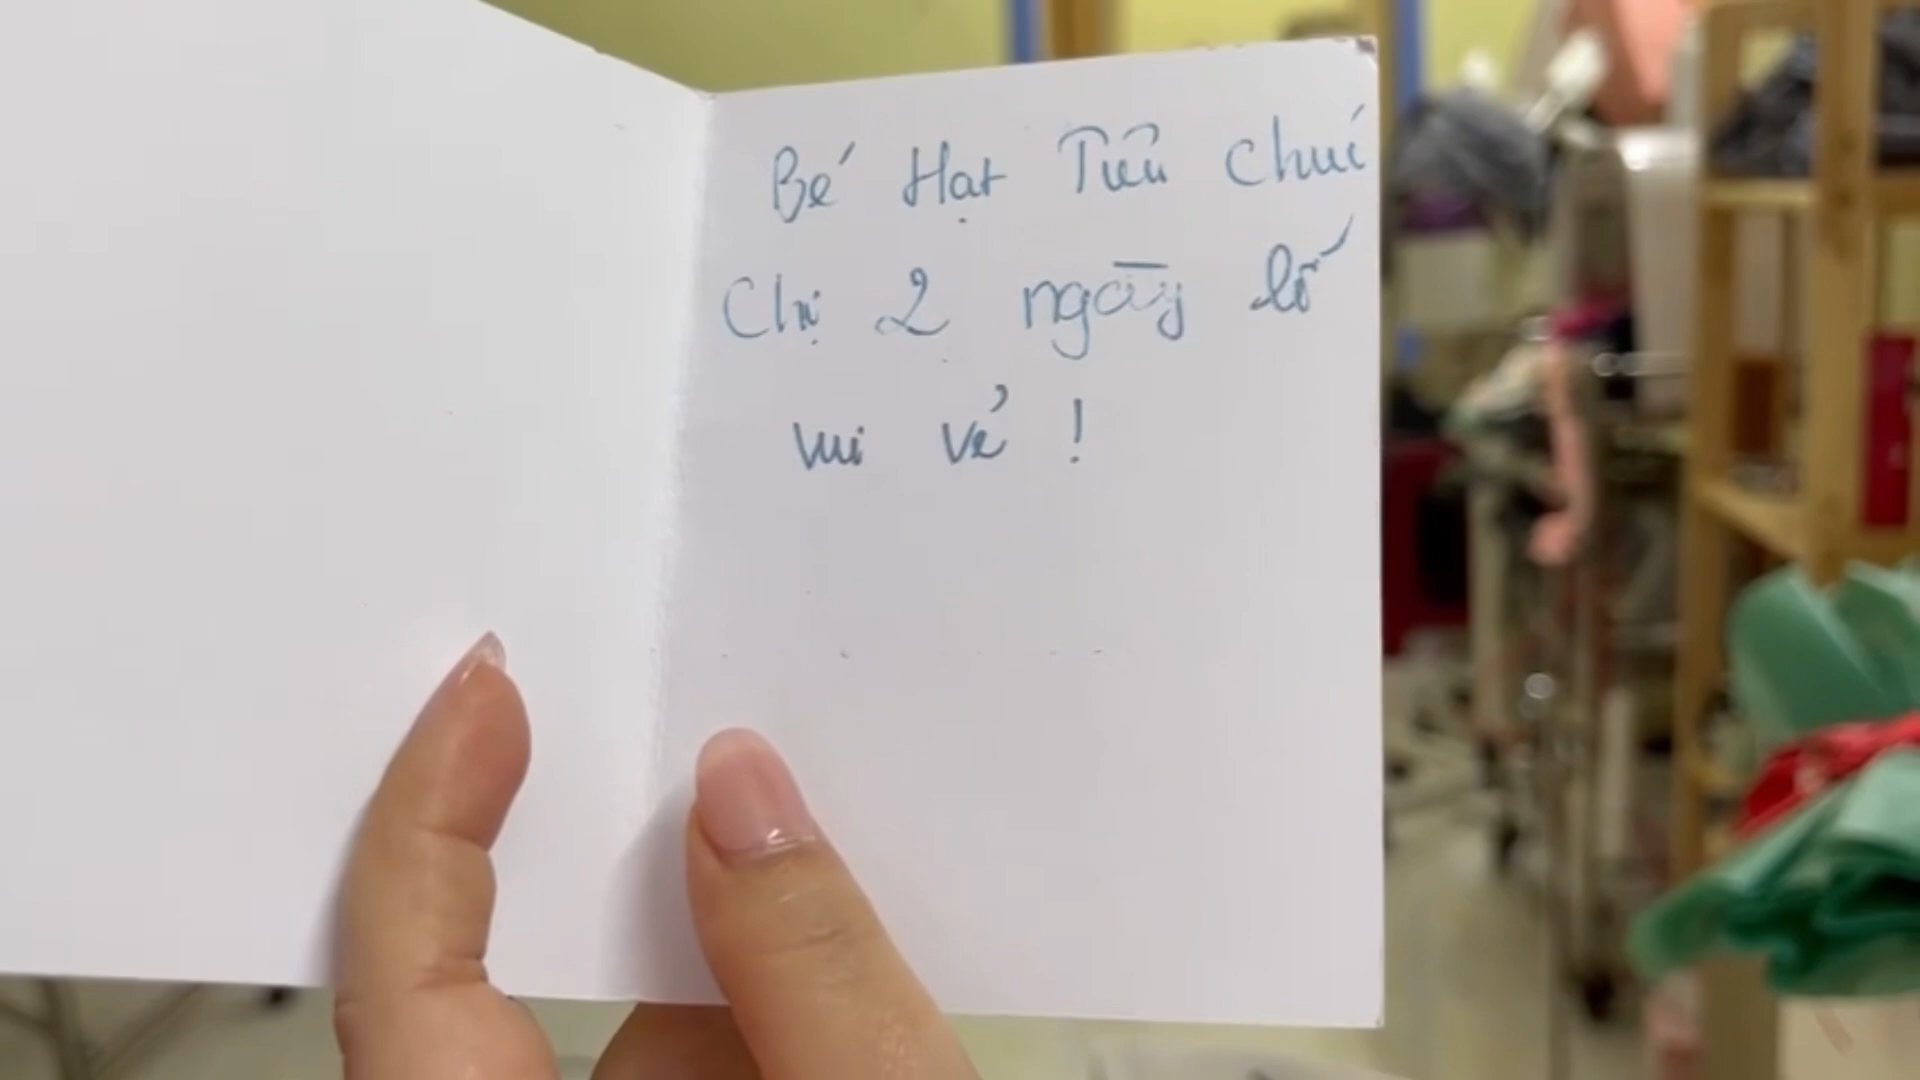 Bé Hạt Tiêu chúc
Chị 2 ngày lễ
vui vẻ !